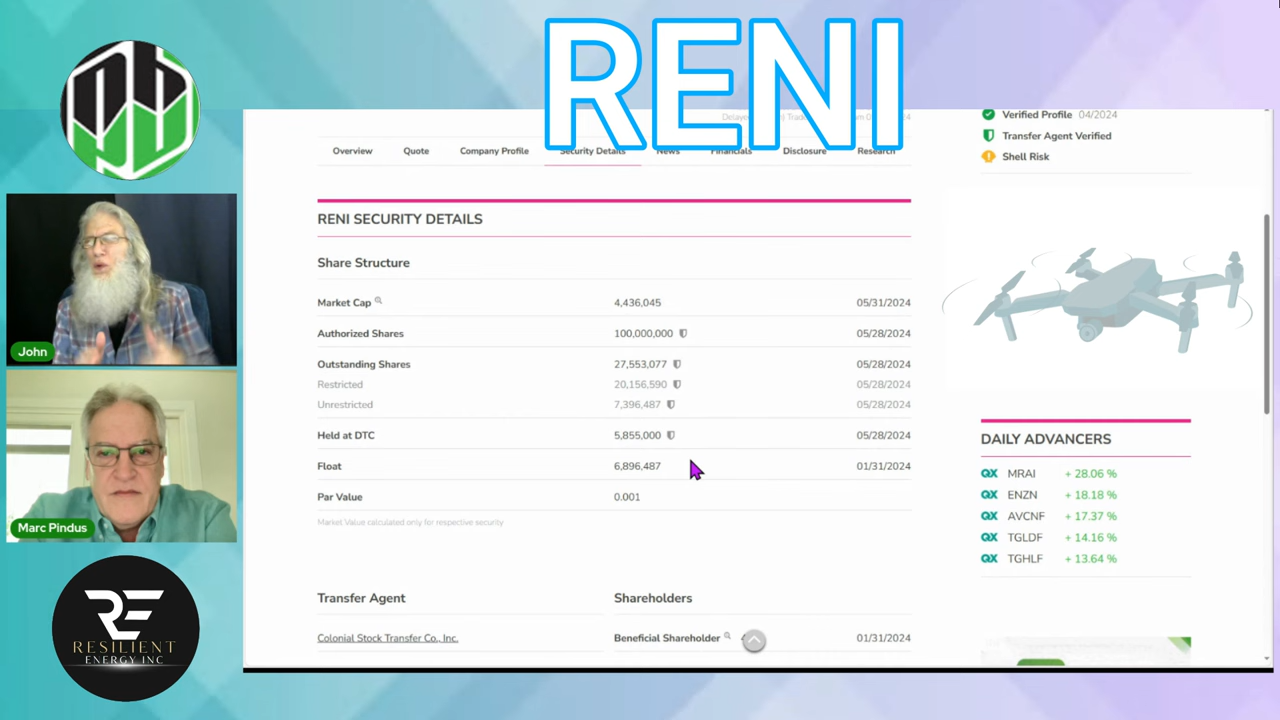 RENI
Verified Profile 04/2024
Transfer Agent Verified
Shell Risk
Overview Quote Company Profile Security Details News Financials Disclosure Research
RENI SECURITY DETAILS
Share Structure
Market Cap 4,436,045 05/31/2024
Authorized Shares 100,000,000 05/28/2024
Outstanding Shares 27,553,077 05/28/2024
Restricted 20,156,590 05/28/2024
Unrestricted 7,396,487 05/28/2024
Held at DTC 5,855,000 05/28/2024
Float 6,896,487 01/31/2024
Par Value 0.001
Market Value calculated only for respective security
Transfer Agent
Colonial Stock Transfer Co., Inc.
Shareholders
Beneficial Shareholder 01/31/2024
DAILY ADVANCERS
QX MRAI + 28.06 %
QX ENZN + 18.18 %
QX AVCNF + 17.37 %
QX TGLDF + 14.16 %
QX TGHLF + 13.64 %
John
Marc Pindus
RE
RESILIENT
ENERGY INC